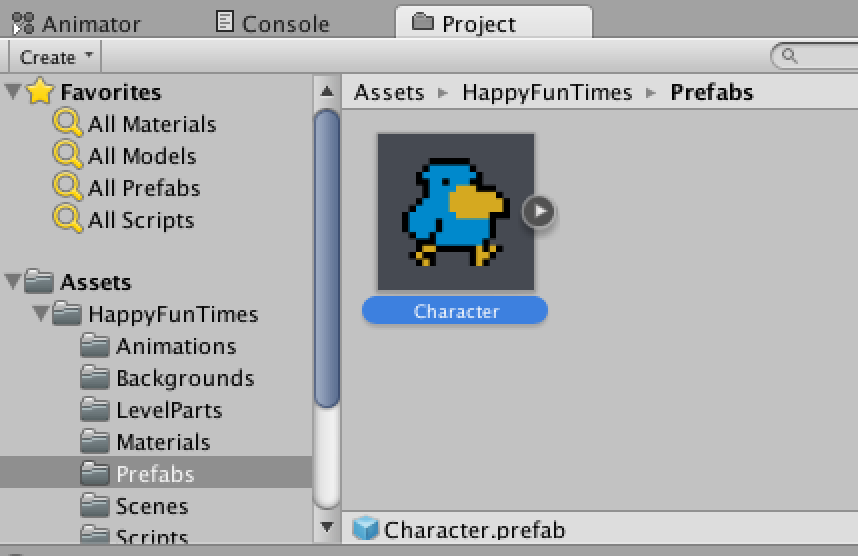 Animator
Console
Project
Create
Favorites
All Materials
All Models
All Prefabs
All Scripts
Assets
HappyFunTimes
Animations
Backgrounds
LevelParts
Materials
Prefabs
Scenes
Scripts
Assets ▸ HappyFunTimes ▸ Prefabs
Character
Character.prefab